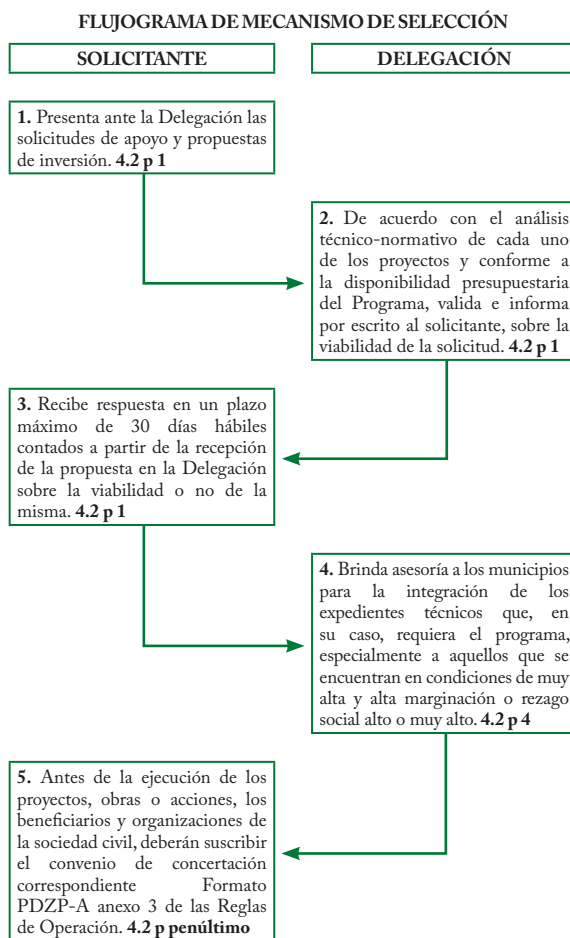 FLUJOGRAMA DE MECANISMO DE SELECCIÓN
SOLICITANTE
DELEGACIÓN
1. Presenta ante la Delegación las
solicitudes de apoyo y propuestas
de inversión. 4.2 p 1
2. De acuerdo con el análisis
técnico-normativo de cada uno
de los proyectos y conforme a
la disponibilidad presupuestaria
del Programa, valida e informa
por escrito al solicitante, sobre la
viabilidad de la solicitud. 4.2 p 1
3. Recibe respuesta en un plazo
máximo de 30 días hábiles
contados a partir de la recepción
de la propuesta en la Delegación
sobre la viabilidad o no de la
misma. 4.2 p 1
4. Brinda asesoría a los municipios
para la integración de los
expedientes técnicos que, en
su caso, requiera el programa,
especialmente a aquellos que se
encuentran en condiciones de muy
alta y alta marginación o rezago
social alto o muy alto. 4.2 p 4
5. Antes de la ejecución de los
proyectos, obras o acciones, los
beneficiarios y organizaciones de
la sociedad civil, deberán suscribir
el convenio de concertación
correspondiente Formato
PDZP-A anexo 3 de las Reglas
de Operación. 4.2 p penúltimo